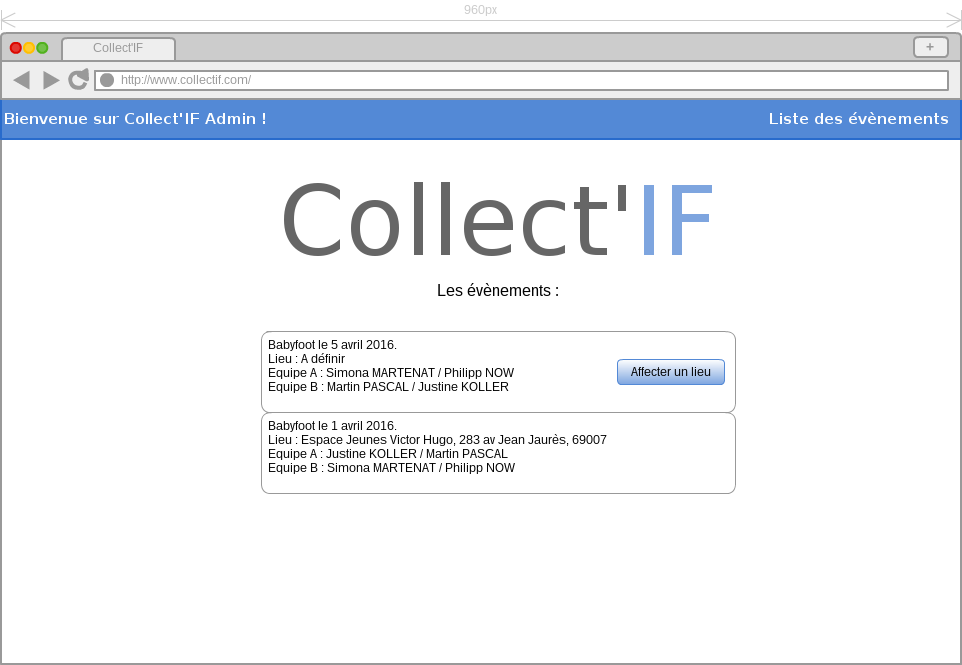 960px
Collect'IF
+
http://www.collectif.com/
Bienvenue sur Collect'IF Admin !
Liste des évènements
Collect'IF
Les évènements :
Babyfoot le 5 avril 2016.
Lieu : A définir
Equipe A : Simona MARTENAT / Philipp NOW
Equipe B : Martin PASCAL / Justine KOLLER
Affecter un lieu
Babyfoot le 1 avril 2016.
Lieu : Espace Jeunes Victor Hugo, 283 av Jean Jaurès, 69007
Equipe A : Justine KOLLER / Martin PASCAL
Equipe B : Simona MARTENAT / Philipp NOW